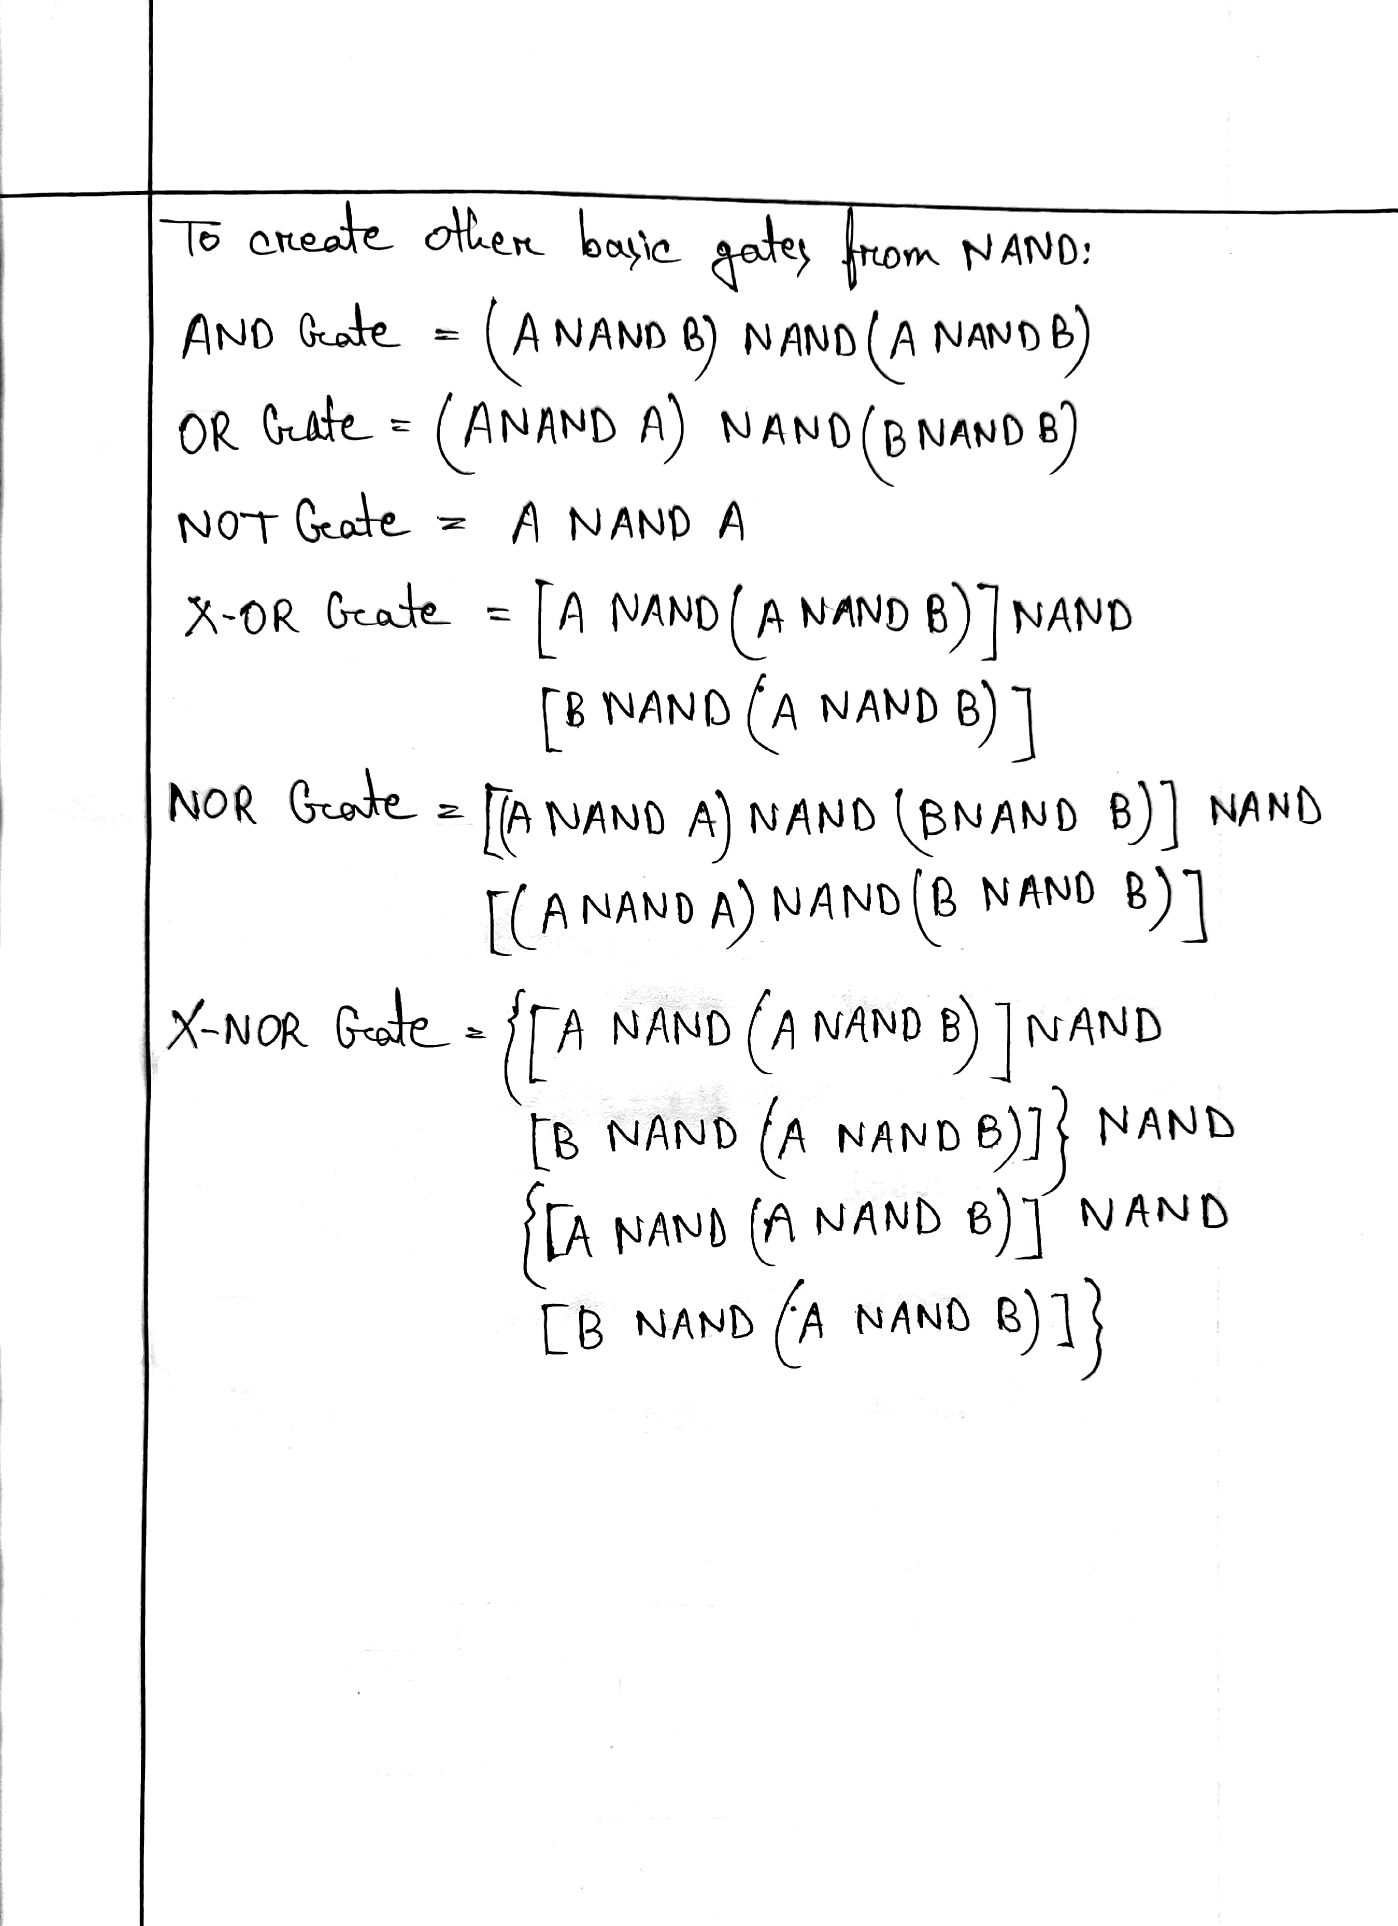 To create other basic gates from NAND:
AND Gate = (A NAND B) NAND (A NAND B)
OR Gate = (A NAND A) NAND (B NAND B)
NOT Gate = A NAND A
X-OR Gate = [A NAND (A NAND B)] NAND
[B NAND (A NAND B)]
NOR Gate = [(A NAND A) NAND (B NAND B)] NAND
[(A NAND A) NAND (B NAND B)]
X-NOR Gate = {[A NAND (A NAND B)] NAND
[B NAND (A NAND B)]} NAND
{[A NAND (A NAND B)] NAND
[B NAND (A NAND B)]}